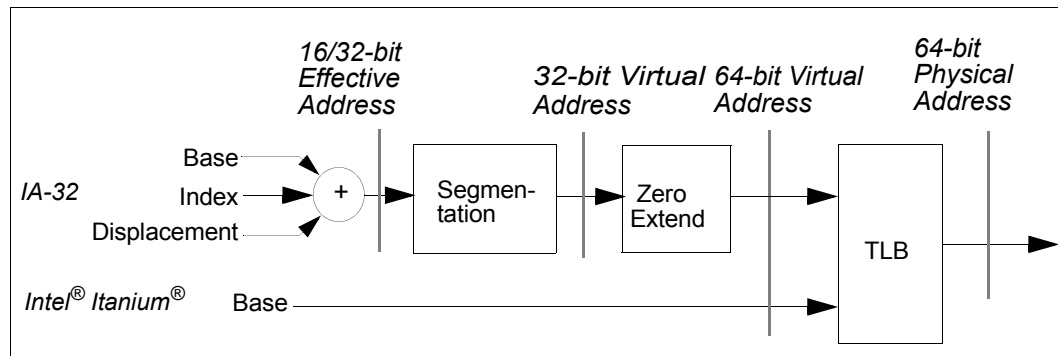 16/32-bit
Effective
Address
32-bit Virtual
Address
64-bit Virtual
Address
64-bit
Physical
Address
IA-32
Base
Index
Displacement
+
Segmen-
tation
Zero
Extend
TLB
Intel® Itanium®
Base